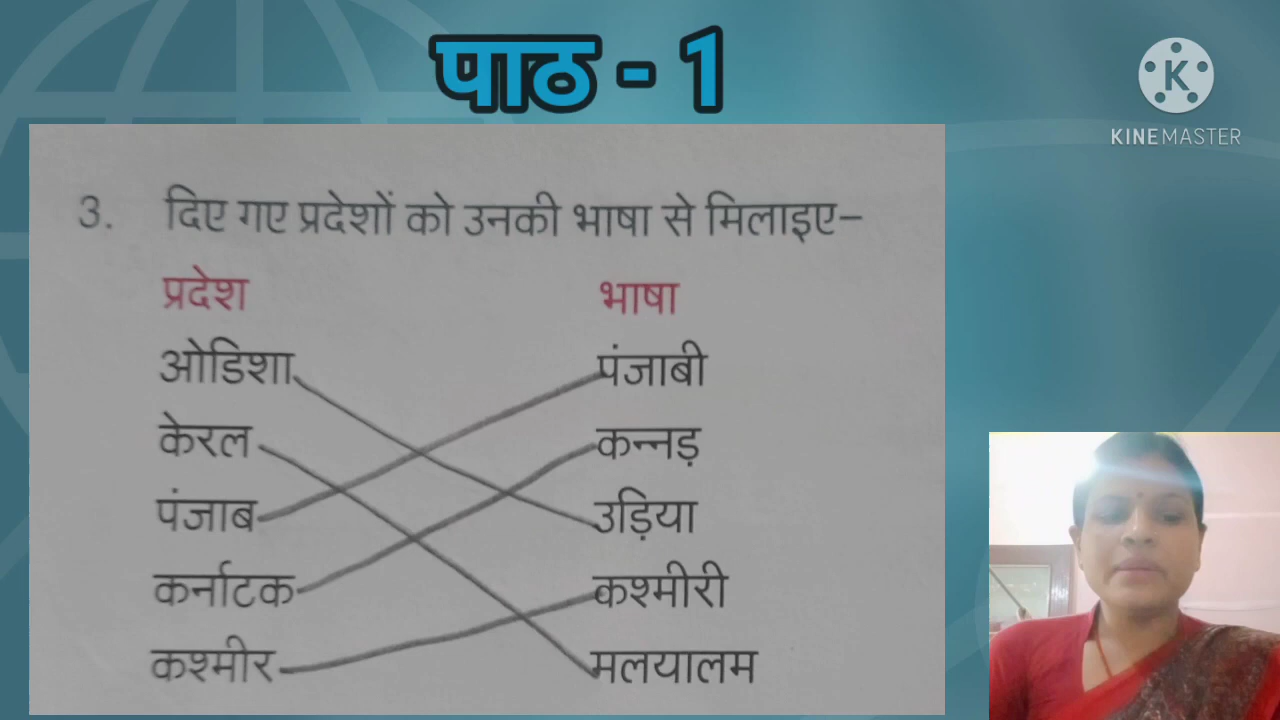 पाठ - 1
K
KINEMASTER
3. दिए गए प्रदेशों को उनकी भाषा से मिलाइए–
प्रदेश भाषा
ओडिशा पंजाबी
केरल कन्नड़
पंजाब उड़िया
कर्नाटक कश्मीरी
कश्मीर मलयालम